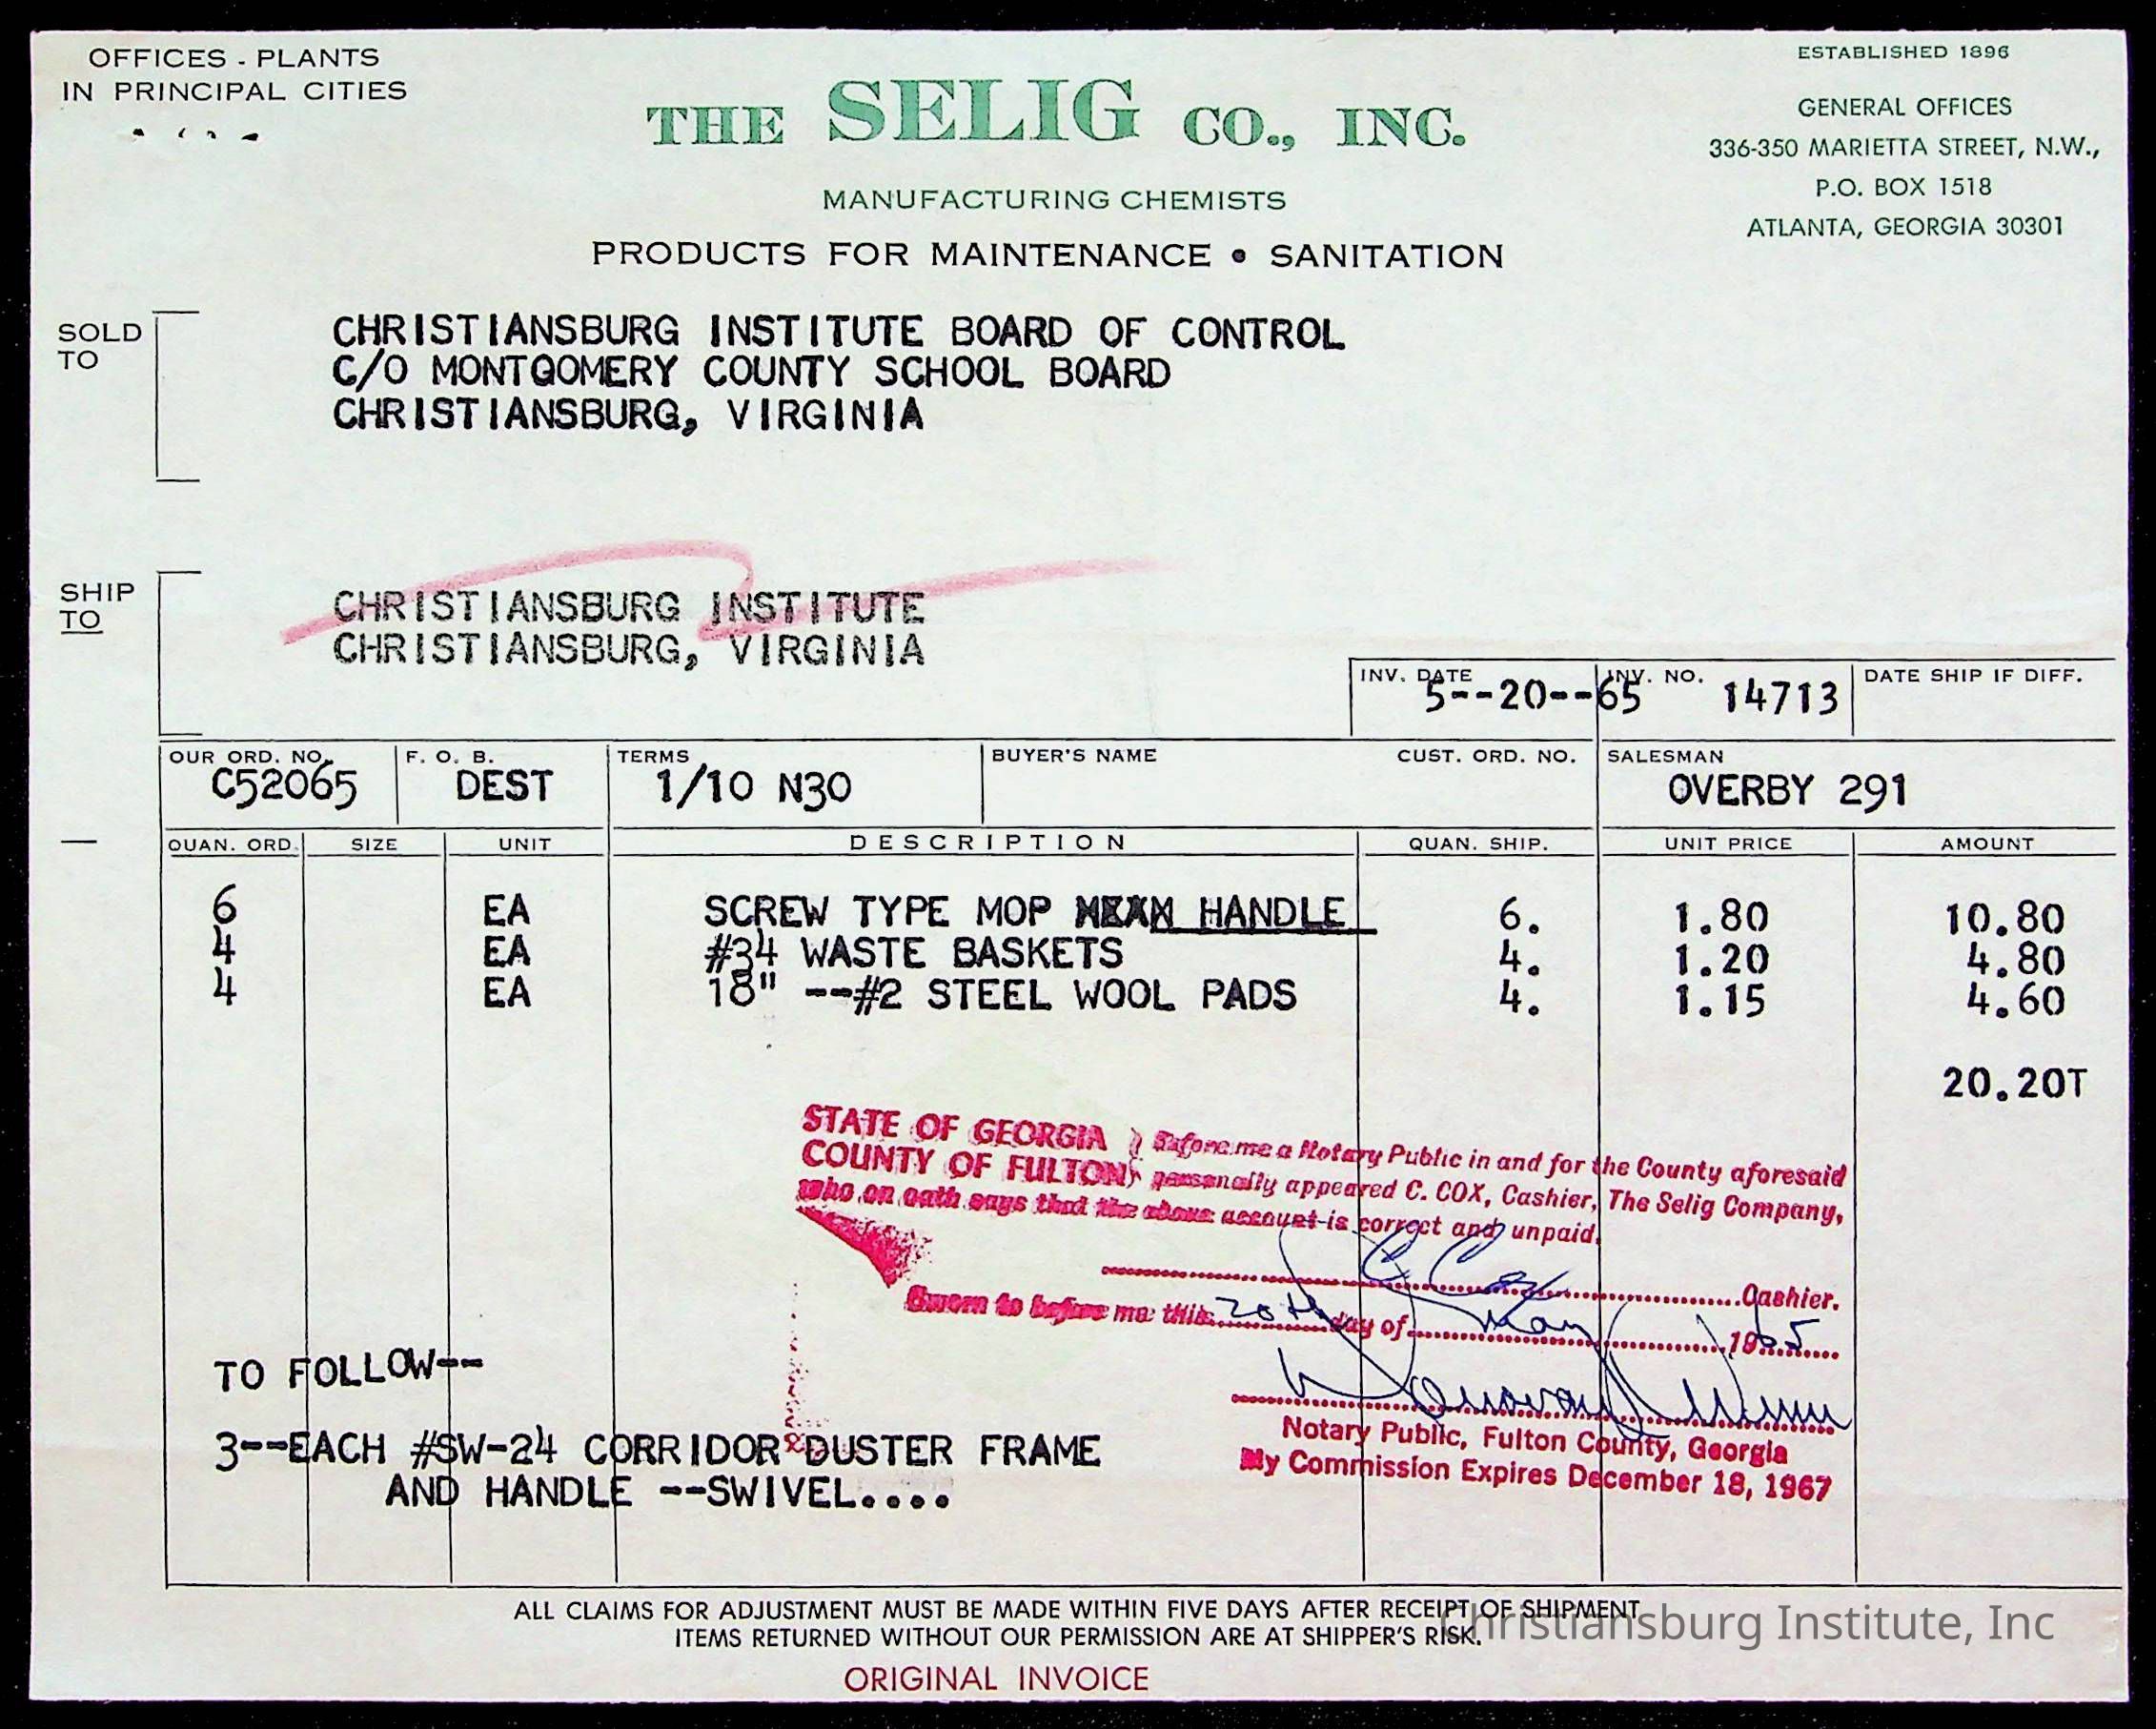 OFFICES - PLANTS
IN PRINCIPAL CITIES
THE SELIG CO., INC.
MANUFACTURING CHEMISTS
PRODUCTS FOR MAINTENANCE • SANITATION
ESTABLISHED 1896
GENERAL OFFICES
336-350 MARIETTA STREET, N.W.,
P.O. BOX 1518
ATLANTA, GEORGIA 30301
SOLD
TO
CHRISTIANSBURG INSTITUTE BOARD OF CONTROL
C/O MONTGOMERY COUNTY SCHOOL BOARD
CHRISTIANSBURG, VIRGINIA
SHIP
TO
CHRISTIANSBURG INSTITUTE
CHRISTIANSBURG, VIRGINIA
INV. DATE INV. NO. DATE SHIP IF DIFF.
5--20--65 14713
OUR ORD. NO. F. O. B. TERMS BUYER'S NAME CUST. ORD. NO. SALESMAN
C52065 DEST 1/10 N30 OVERBY 291
QUAN. ORD. SIZE UNIT DESCRIPTION QUAN. SHIP. UNIT PRICE AMOUNT
6 EA SCREW TYPE MOP HANDLE 6. 1.80 10.80
4 EA #34 WASTE BASKETS 4. 1.20 4.80
4 EA 18" --#2 STEEL WOOL PADS 4. 1.15 4.60
20.20T
STATE OF GEORGIA } Before me a Notary Public in and for the County aforesaid
COUNTY OF FULTON} personally appeared C. COX, Cashier, The Selig Company,
who on oath says that the above account is correct and unpaid.
C Cox Cashier.
Sworn to before me this 20th day of May 1965
Notary Public, Fulton County, Georgia
My Commission Expires December 18, 1967
TO FOLLOW--
3--EACH #SW-24 CORRIDOR DUSTER FRAME
AND HANDLE --SWIVEL....
ALL CLAIMS FOR ADJUSTMENT MUST BE MADE WITHIN FIVE DAYS AFTER RECEIPT OF SHIPMENT
ITEMS RETURNED WITHOUT OUR PERMISSION ARE AT SHIPPER'S RISK.
ORIGINAL INVOICE
Christiansburg Institute, Inc